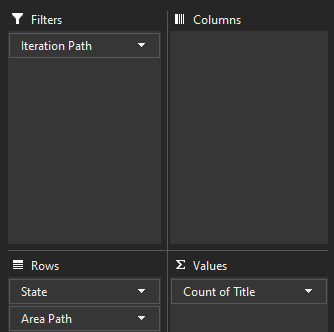 Filters
Columns
Iteration Path
Rows
Values
State
Count of Title
Area Path